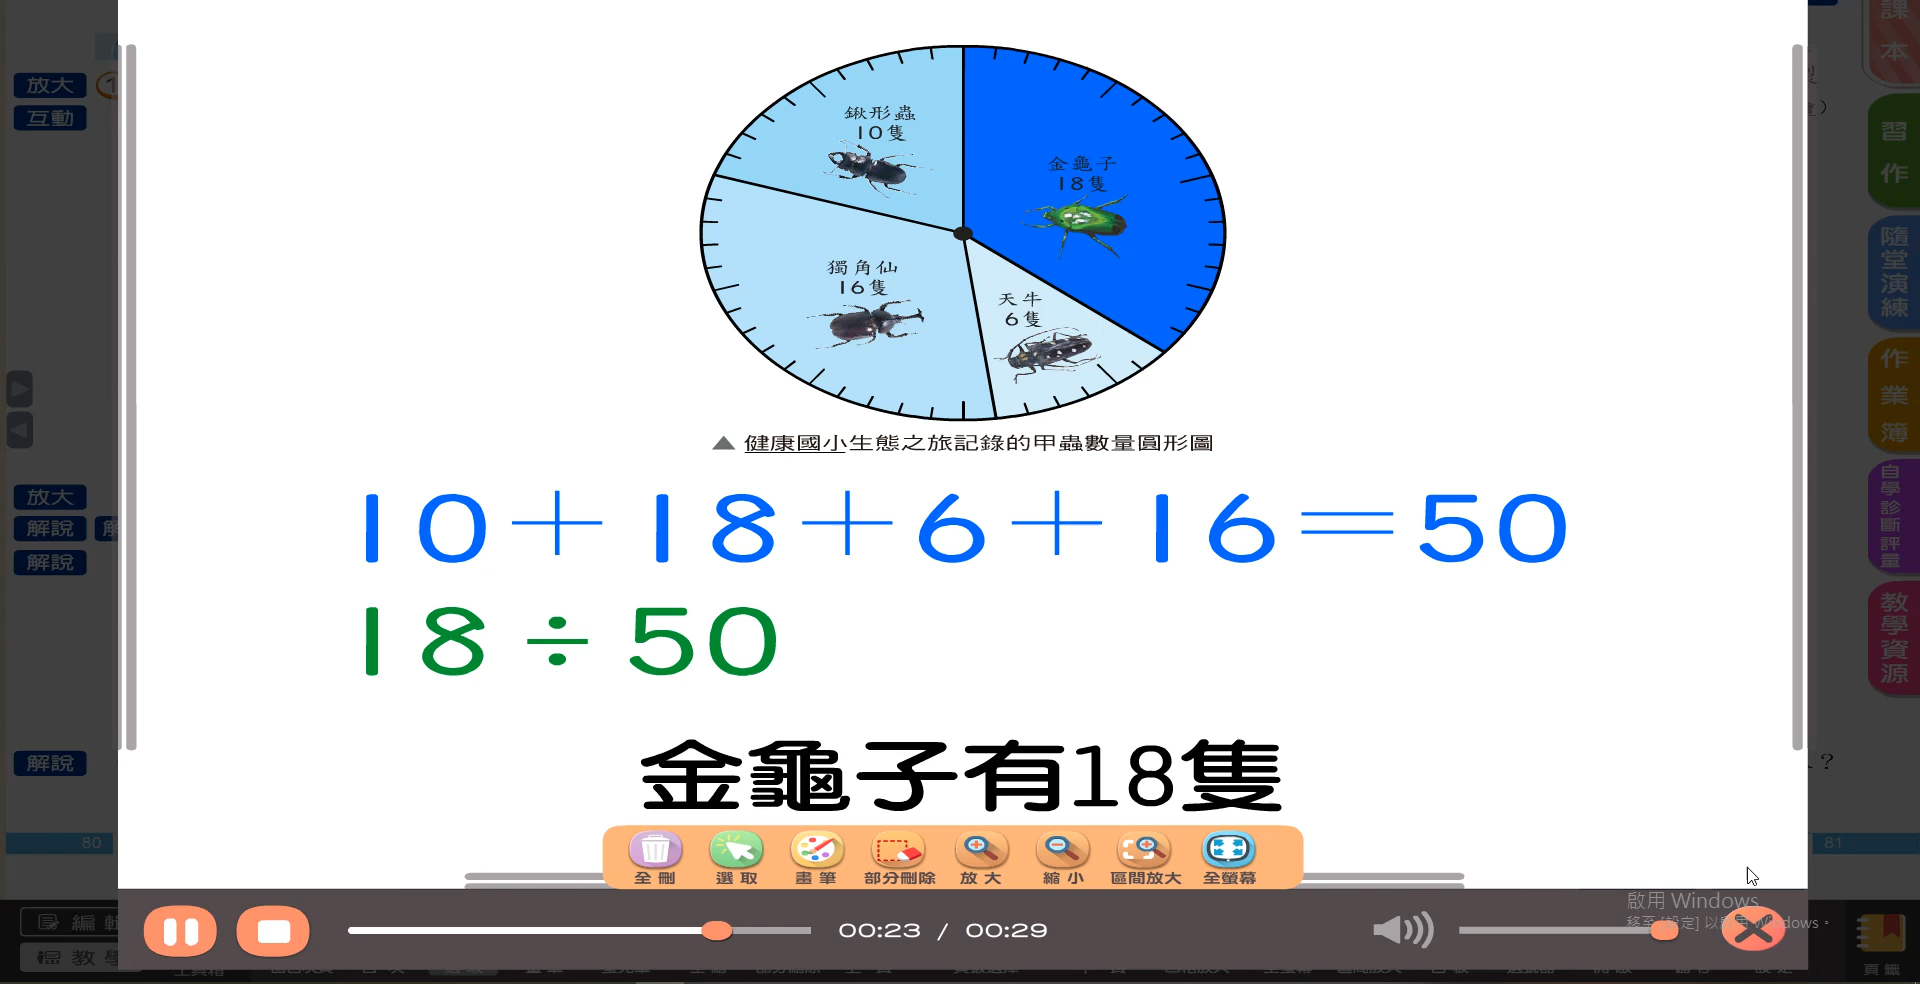 鍬形蟲
10隻
金龜子
18隻
獨角仙
16隻
天牛
6隻
▲ 健康國小生態之旅記錄的甲蟲數量圓形圖
10+18+6+16=50
18÷50
金龜子有18隻
全刪 選取 畫筆 部分刪除 放大 縮小 區間放大 全螢幕
00:23 / 00:29
啟用 Windows
放大
互動
放大
解說
解說
解說
80
81
編輯
課本
習作
隨堂演練
作業簿
自學診斷評量
教學資源
頁籤